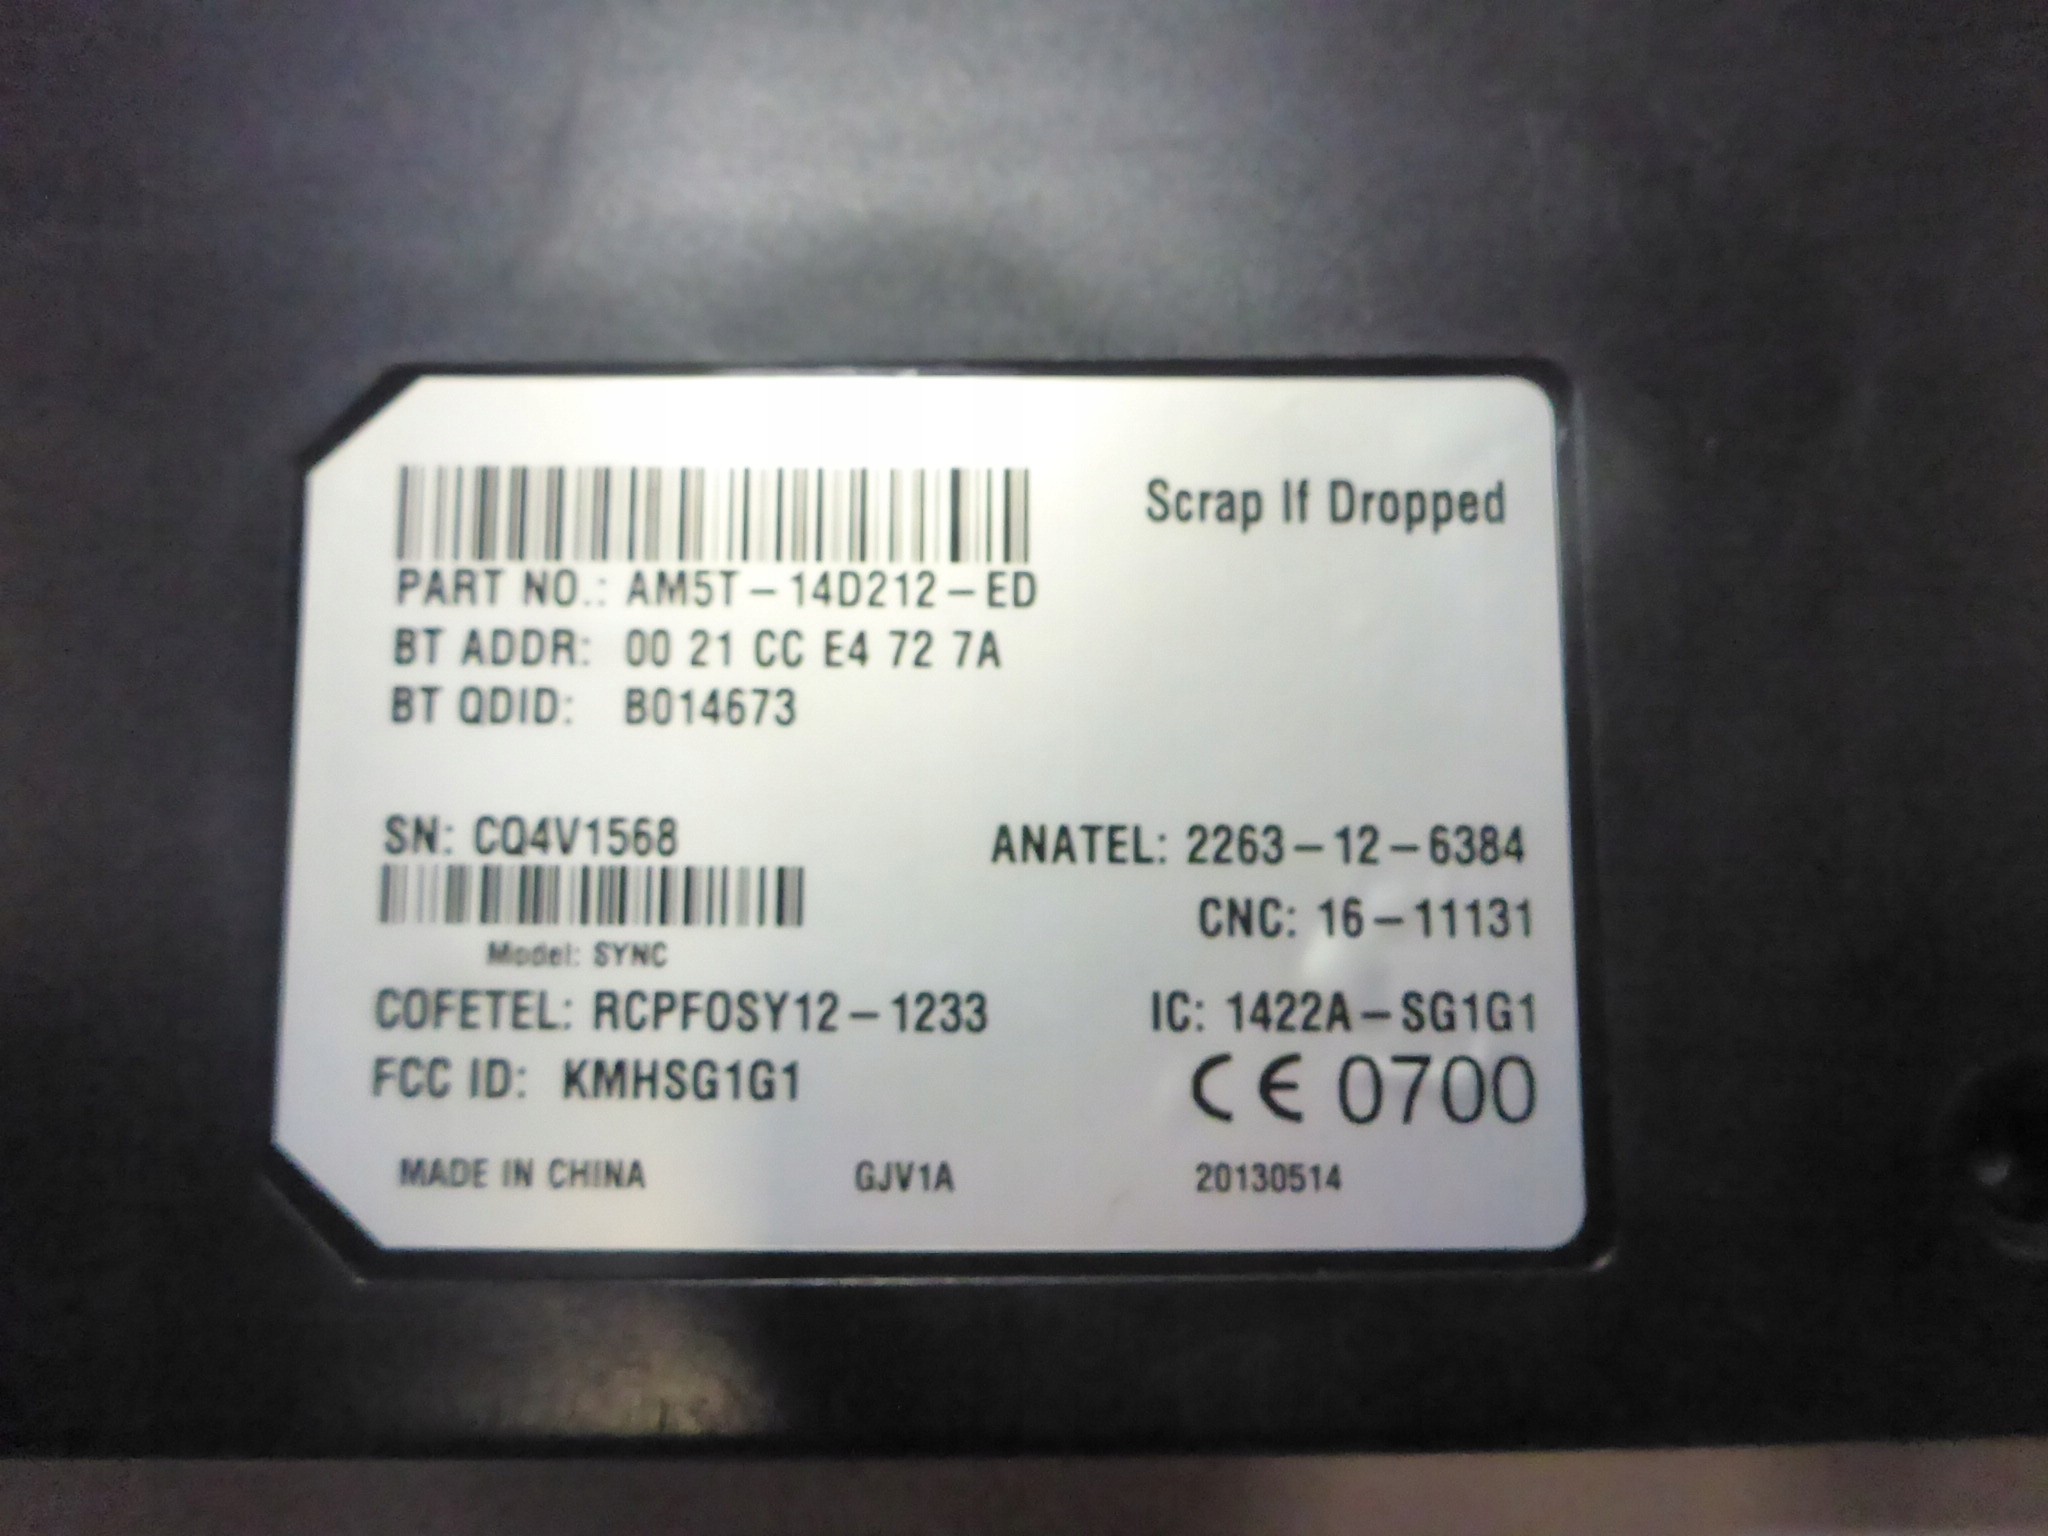 Scrap If Dropped
PART NO.: AM5T-14D212-ED
BT ADDR: 00 21 CC E4 72 7A
BT QDID: B014673
SN: CQ4V1568
ANATEL: 2263-12-6384
CNC: 16-11131
Model: SYNC
COFETEL: RCPFOSY12-1233
IC: 1422A-SG1G1
FCC ID: KMHSG1G1
CE 0700
MADE IN CHINA GJV1A 20130514